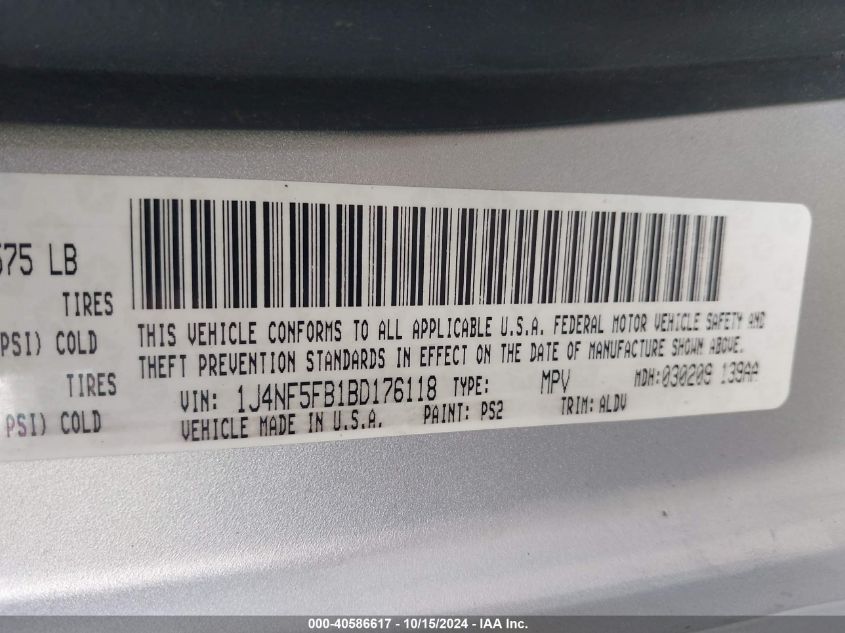 575 LB
TIRES
PSI) COLD
TIRES
PSI) COLD
THIS VEHICLE CONFORMS TO ALL APPLICABLE U.S.A. FEDERAL MOTOR VEHICLE SAFETY AND
THEFT PREVENTION STANDARDS IN EFFECT ON THE DATE OF MANUFACTURE SHOWN ABOVE.
VIN: 1J4NF5FB1BD176118 TYPE: MPV MDH:030209 139AA
VEHICLE MADE IN U.S.A. PAINT: PS2 TRIM: ALDV
000-40586617 - 10/15/2024 - IAA Inc.